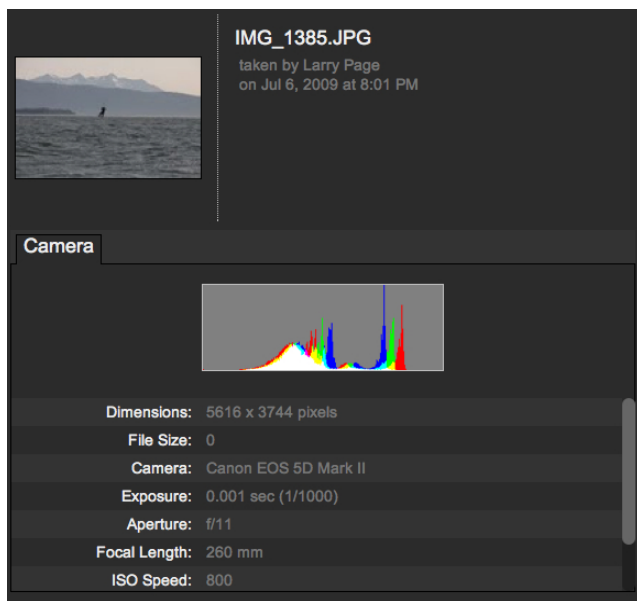 IMG_1385.JPG
taken by Larry Page
on Jul 6, 2009 at 8:01 PM
Camera
Dimensions: 5616 x 3744 pixels
File Size: 0
Camera: Canon EOS 5D Mark II
Exposure: 0.001 sec (1/1000)
Aperture: f/11
Focal Length: 260 mm
ISO Speed: 800